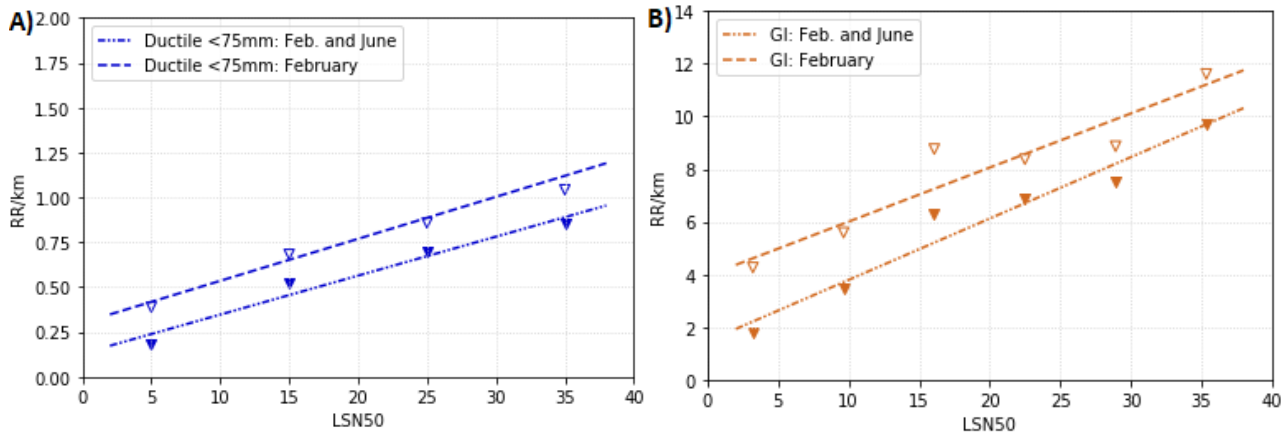 A)
2.00
1.75
1.50
1.25
1.00
0.75
0.50
0.25
0.00
RR/km
Ductile <75mm: Feb. and June
Ductile <75mm: February
0 5 10 15 20 25 30 35 40
LSN50
B)
14
12
10
8
6
4
2
0
RR/km
GI: Feb. and June
GI: February
0 5 10 15 20 25 30 35 40
LSN50